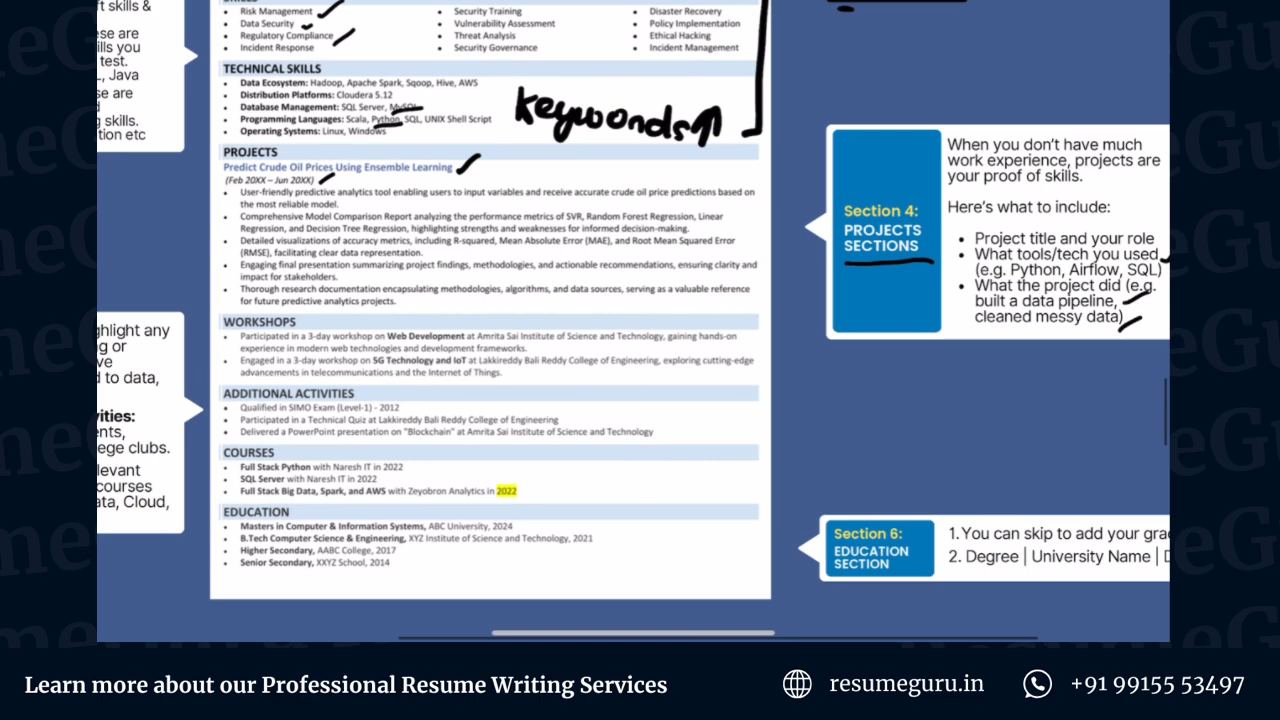 ft skills &
ese are
ills you
test.
, Java
se are
d
g skills.
tion etc
SKILLS
• Risk Management
• Data Security
• Regulatory Compliance
• Incident Response
• Security Training
• Vulnerability Assessment
• Threat Analysis
• Security Governance
• Disaster Recovery
• Policy Implementation
• Ethical Hacking
• Incident Management
TECHNICAL SKILLS
• Data Ecosystem: Hadoop, Apache Spark, Sqoop, Hive, AWS
• Distribution Platforms: Cloudera 5.12
• Database Management: SQL Server, MySQL
• Programming Languages: Scala, Python, SQL, UNIX Shell Script
• Operating Systems: Linux, Windows
keywords
PROJECTS
Predict Crude Oil Prices Using Ensemble Learning
(Feb 20XX – Jun 20XX)
• User-friendly predictive analytics tool enabling users to input variables and receive accurate crude oil price predictions based on
the most reliable model.
• Comprehensive Model Comparison Report analyzing the performance metrics of SVR, Random Forest Regression, Linear
Regression, and Decision Tree Regression, highlighting strengths and weaknesses for informed decision-making.
• Detailed visualizations of accuracy metrics, including R-squared, Mean Absolute Error (MAE), and Root Mean Squared Error
(RMSE), facilitating clear data representation.
• Engaging final presentation summarizing project findings, methodologies, and actionable recommendations, ensuring clarity and
impact for stakeholders.
• Thorough research documentation encapsulating methodologies, algorithms, and data sources, serving as a valuable reference
for future predictive analytics projects.
WORKSHOPS
• Participated in a 3-day workshop on Web Development at Amrita Sai Institute of Science and Technology, gaining hands-on
experience in modern web technologies and development frameworks.
• Engaged in a 3-day workshop on 5G Technology and IoT at Lakkireddy Bali Reddy College of Engineering, exploring cutting-edge
advancements in telecommunications and the Internet of Things.
ADDITIONAL ACTIVITIES
• Qualified in SIMO Exam (Level-1) - 2012
• Participated in a Technical Quiz at Lakkireddy Bali Reddy College of Engineering
• Delivered a PowerPoint presentation on "Blockchain" at Amrita Sai Institute of Science and Technology
COURSES
• Full Stack Python with Naresh IT in 2022
• SQL Server with Naresh IT in 2022
• Full Stack Big Data, Spark, and AWS with Zeyobron Analytics in 2022
EDUCATION
• Masters in Computer & Information Systems, ABC University, 2024
• B.Tech Computer Science & Engineering, XYZ Institute of Science and Technology, 2021
• Higher Secondary, AABC College, 2017
• Senior Secondary, XXYZ School, 2014
ghlight any
g or
ve
d to data,
vities:
ents,
ege clubs.
levant
courses
ata, Cloud,
Section 4:
PROJECTS
SECTIONS
When you don't have much
work experience, projects are
your proof of skills.
Here's what to include:
• Project title and your role
• What tools/tech you used
(e.g. Python, Airflow, SQL)
• What the project did (e.g.
built a data pipeline,
cleaned messy data)
Section 6:
EDUCATION
SECTION
1. You can skip to add your gra
2. Degree | University Name | D
Learn more about our Professional Resume Writing Services
resumeguru.in
+91 99155 53497